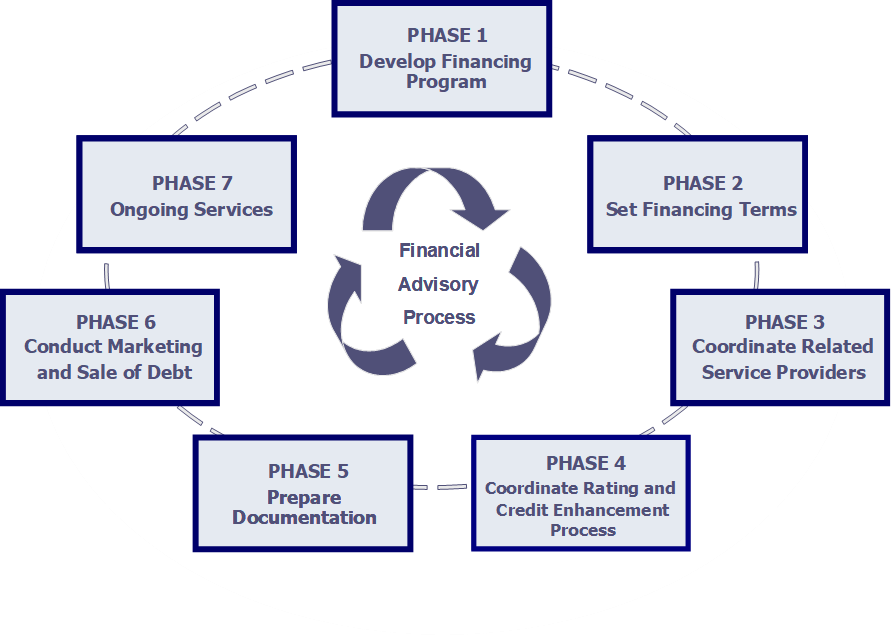 PHASE 1
Develop Financing
Program
PHASE 2
Set Financing Terms
PHASE 3
Coordinate Related
Service Providers
PHASE 4
Coordinate Rating and
Credit Enhancement
Process
PHASE 5
Prepare
Documentation
PHASE 6
Conduct Marketing
and Sale of Debt
PHASE 7
Ongoing Services
Financial
Advisory
Process